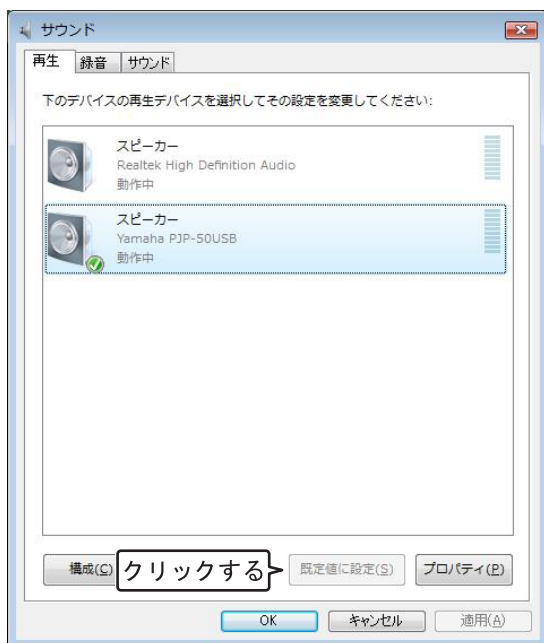 サウンド
再生 録音 サウンド
下のデバイスの再生デバイスを選択してその設定を変更してください:
スピーカー
Realtek High Definition Audio
動作中
スピーカー
Yamaha PJP-50USB
動作中
構成(C) クリックする 既定値に設定(S) プロパティ(P)
OK キャンセル 適用(A)